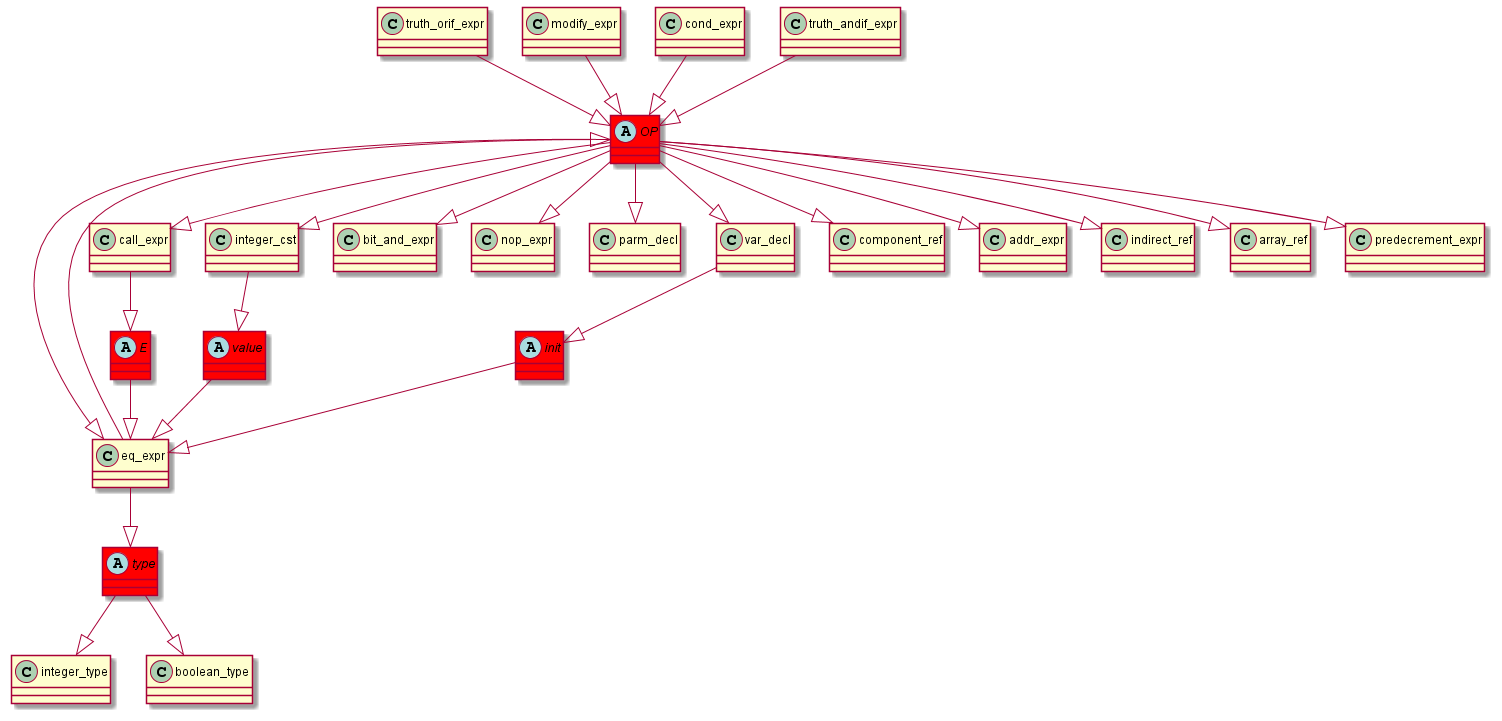 C truth_orif_expr
C modify_expr
C cond_expr
C truth_andif_expr
A OP
C call_expr
C integer_cst
C bit_and_expr
C nop_expr
C parm_decl
C var_decl
C component_ref
C addr_expr
C indirect_ref
C array_ref
C predecrement_expr
A E
A value
A init
C eq_expr
A type
C integer_type
C boolean_type